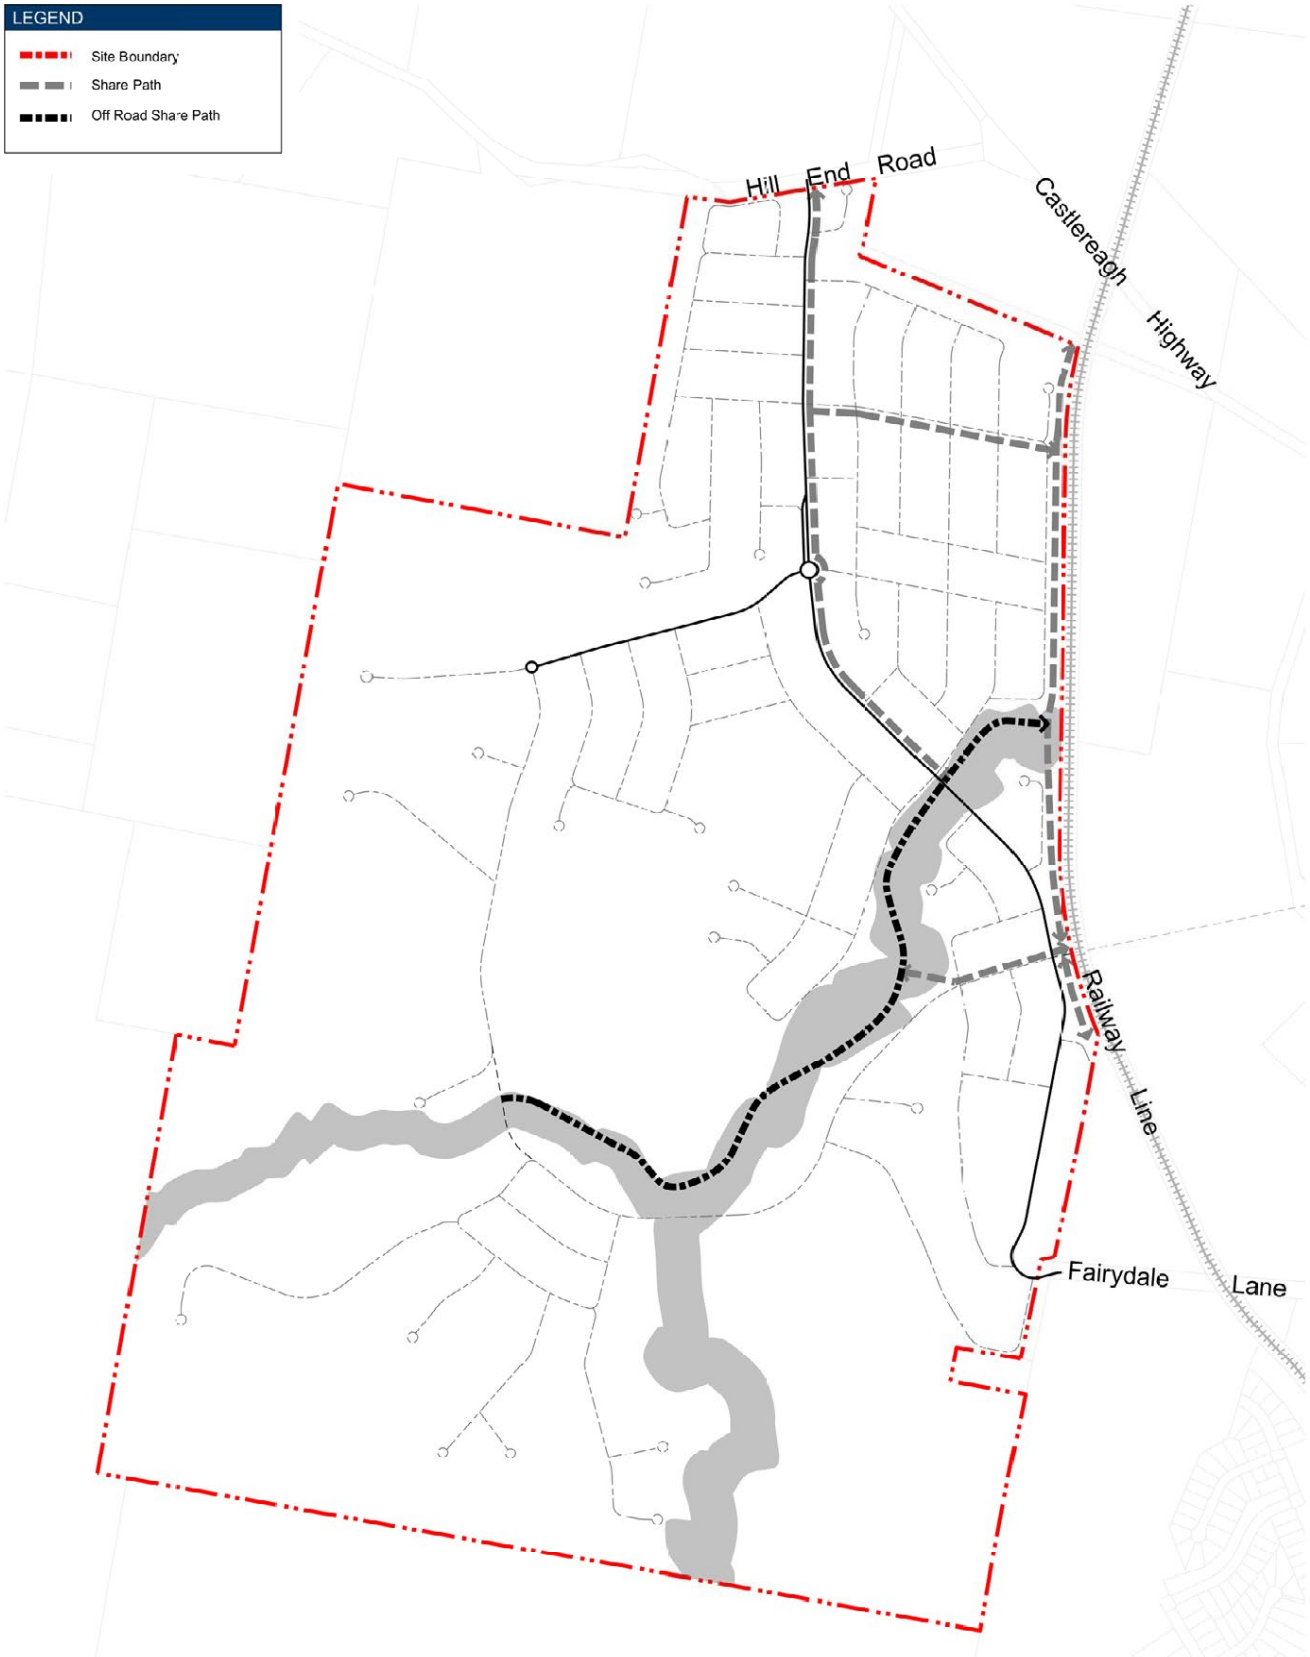 LEGEND
Site Boundary
Share Path
Off Road Share Path
Hill End Road
Castlereagh Highway
Railway Line
Fairydale Lane